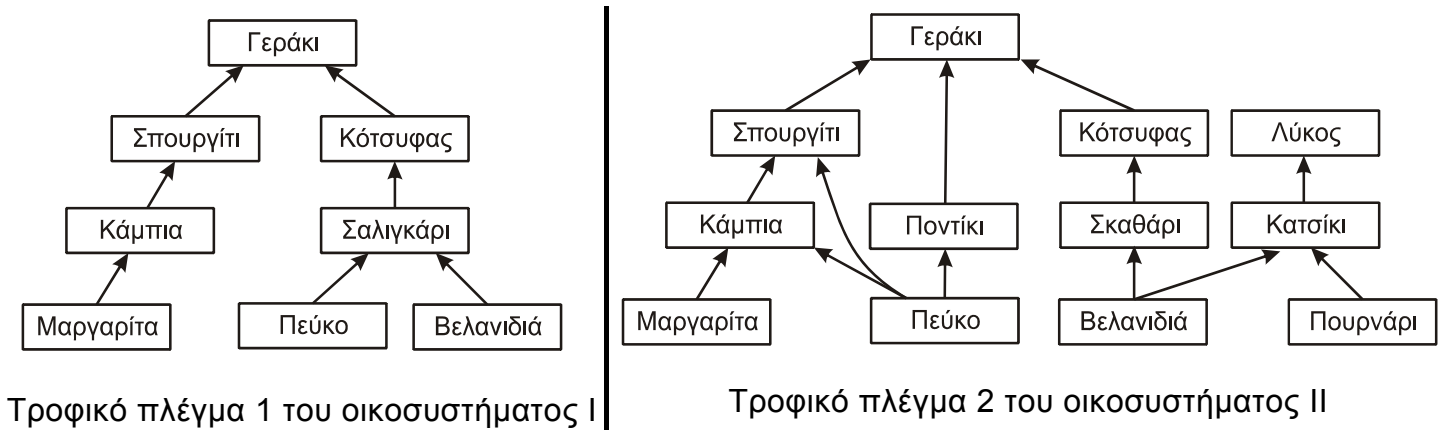 Γεράκι
Σπουργίτι
Κότσυφας
Κάμπια
Σαλιγκάρι
Μαργαρίτα
Πεύκο
Βελανιδιά
Τροφικό πλέγμα 1 του οικοσυστήματος Ι
Γεράκι
Σπουργίτι
Κότσυφας
Λύκος
Κάμπια
Ποντίκι
Σκαθάρι
Κατσίκι
Μαργαρίτα
Πεύκο
Βελανιδιά
Πουρνάρι
Τροφικό πλέγμα 2 του οικοσυστήματος ΙΙ